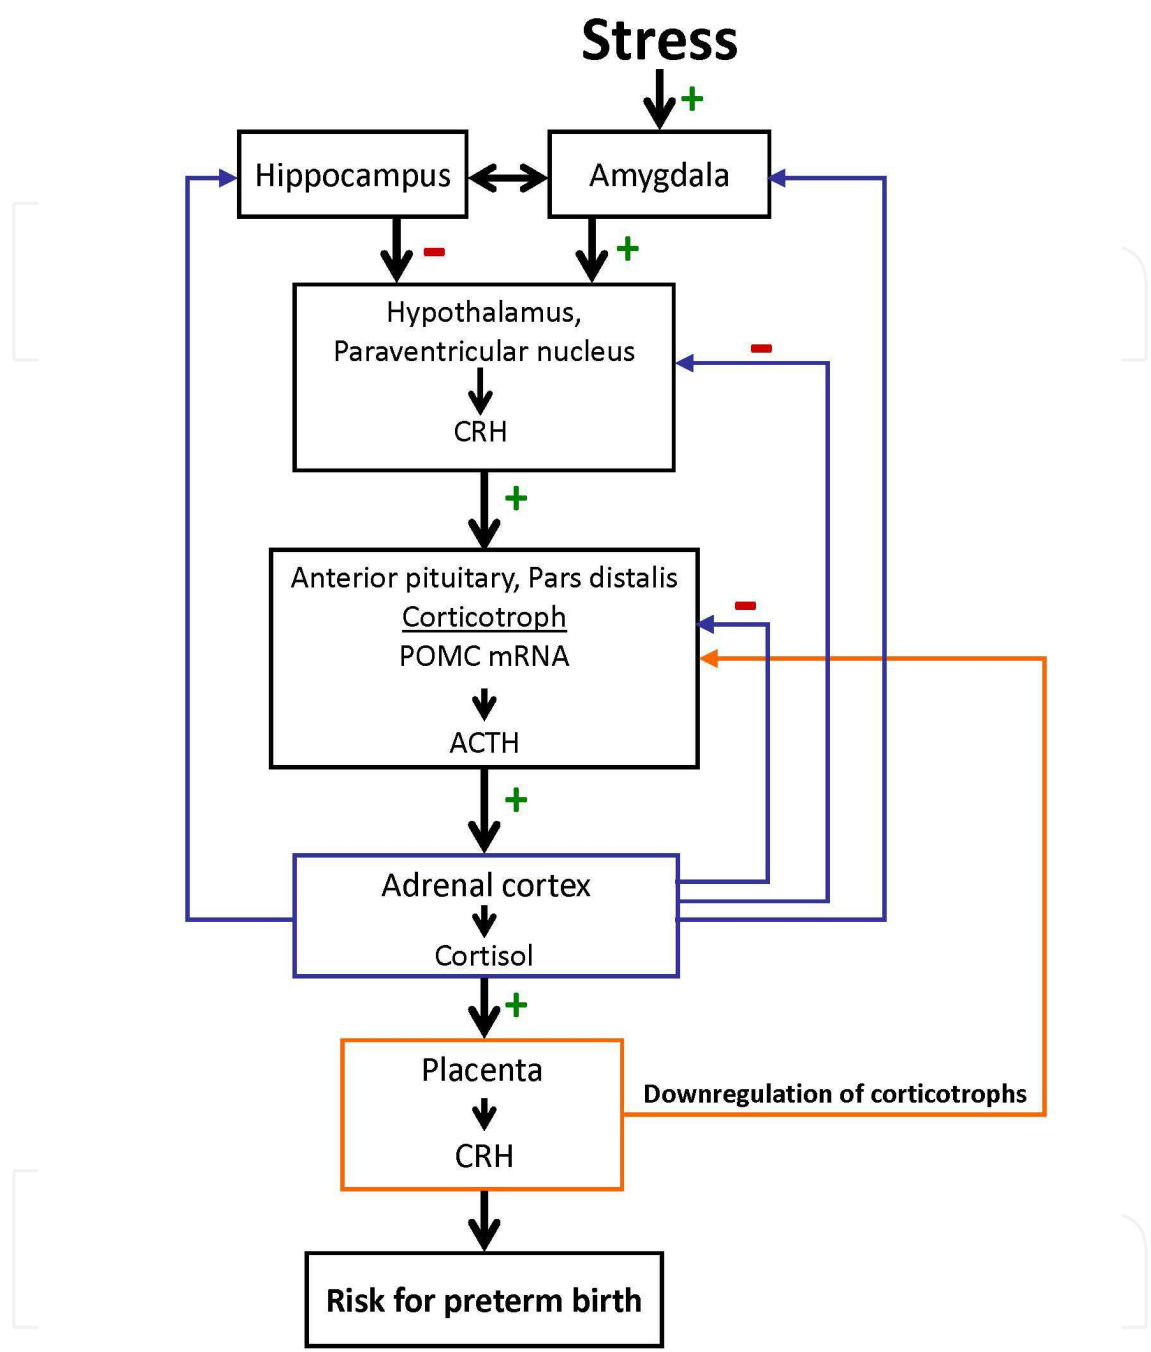 Stress
+
Hippocampus
Amygdala
-
+
Hypothalamus,
Paraventricular nucleus
-
CRH
+
Anterior pituitary, Pars distalis
Corticotroph
-
POMC mRNA
ACTH
+
Adrenal cortex
Cortisol
+
Placenta
Downregulation of corticotrophs
CRH
Risk for preterm birth